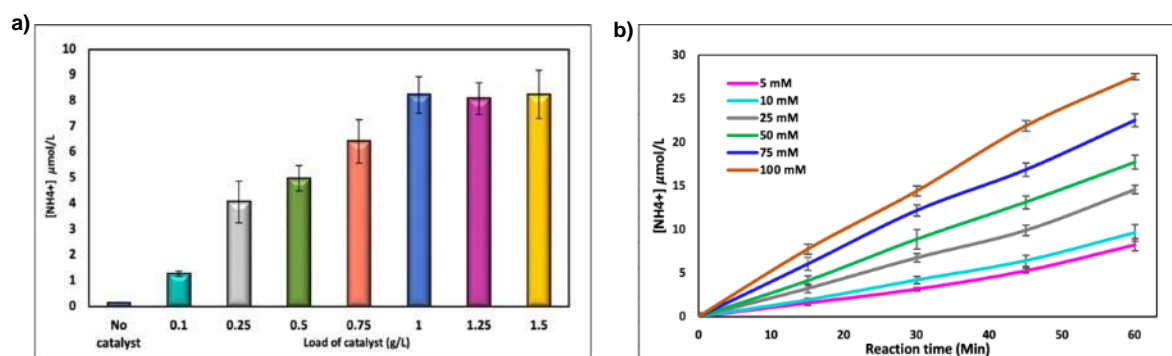 a)
[NH4+] µmol/L
10
9
8
7
6
5
4
3
2
1
0
No catalyst
0.1
0.25
0.5
0.75
1
1.25
1.5
Load of catalyst (g/L)
b)
[NH4+] µmol/L
30
25
20
15
10
5
0
5 mM
10 mM
25 mM
50 mM
75 mM
100 mM
0
10
20
30
40
50
60
Reaction time (Min)